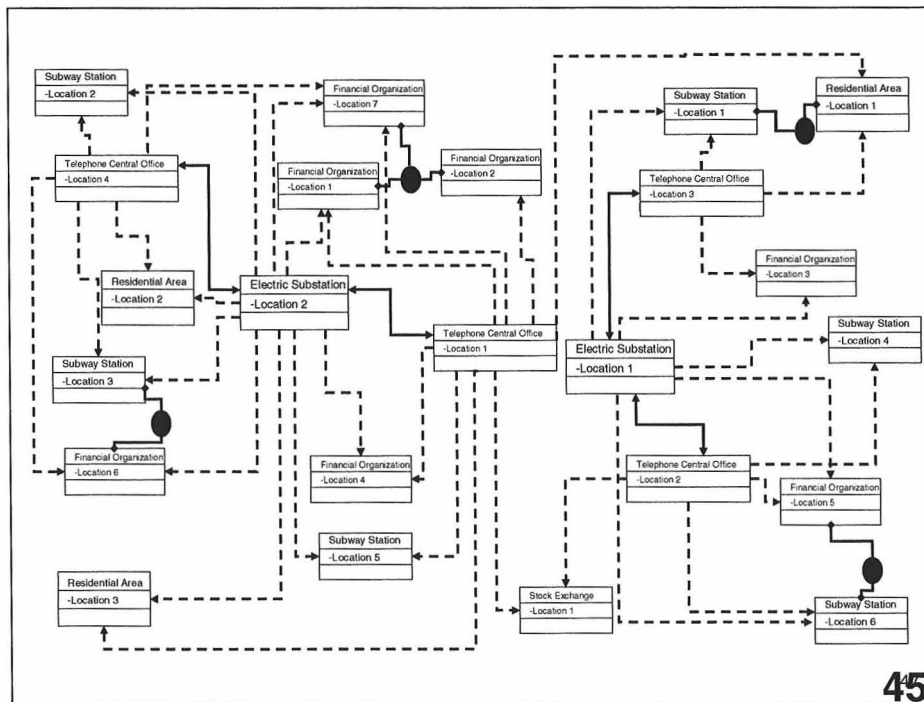 Subway Station
-Location 2
Financial Organization
-Location 7
Subway Station
-Location 1
Residential Area
-Location 1
Telephone Central Office
-Location 4
Financial Organization
-Location 1
Financial Organization
-Location 2
Telephone Central Office
-Location 3
Residential Area
-Location 2
Electric Substation
-Location 2
Financial Organization
-Location 3
Telephone Central Office
-Location 1
Subway Station
-Location 4
Subway Station
-Location 3
Electric Substation
-Location 1
Financial Organization
-Location 6
Financial Organization
-Location 4
Telephone Central Office
-Location 2
Financial Organization
-Location 5
Subway Station
-Location 5
Residential Area
-Location 3
Stock Exchange
-Location 1
Subway Station
-Location 6
45